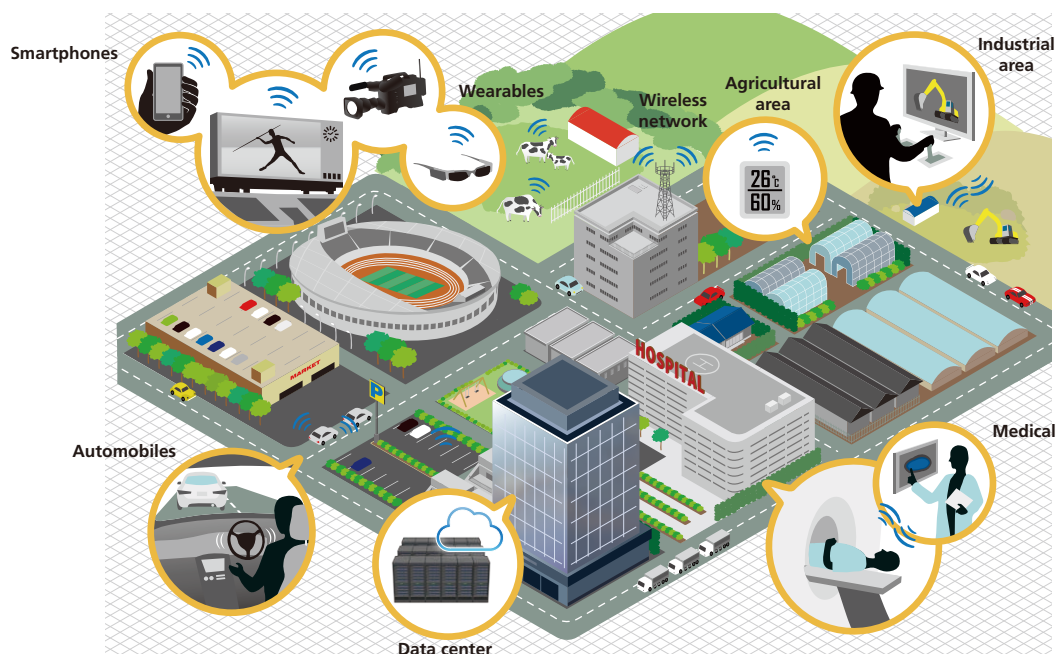 Smartphones
Wearables
Wireless
network
Agricultural
area
Industrial
area
26℃
60%
HOSPITAL
H
MARKET
P
Automobiles
Medical
Data center